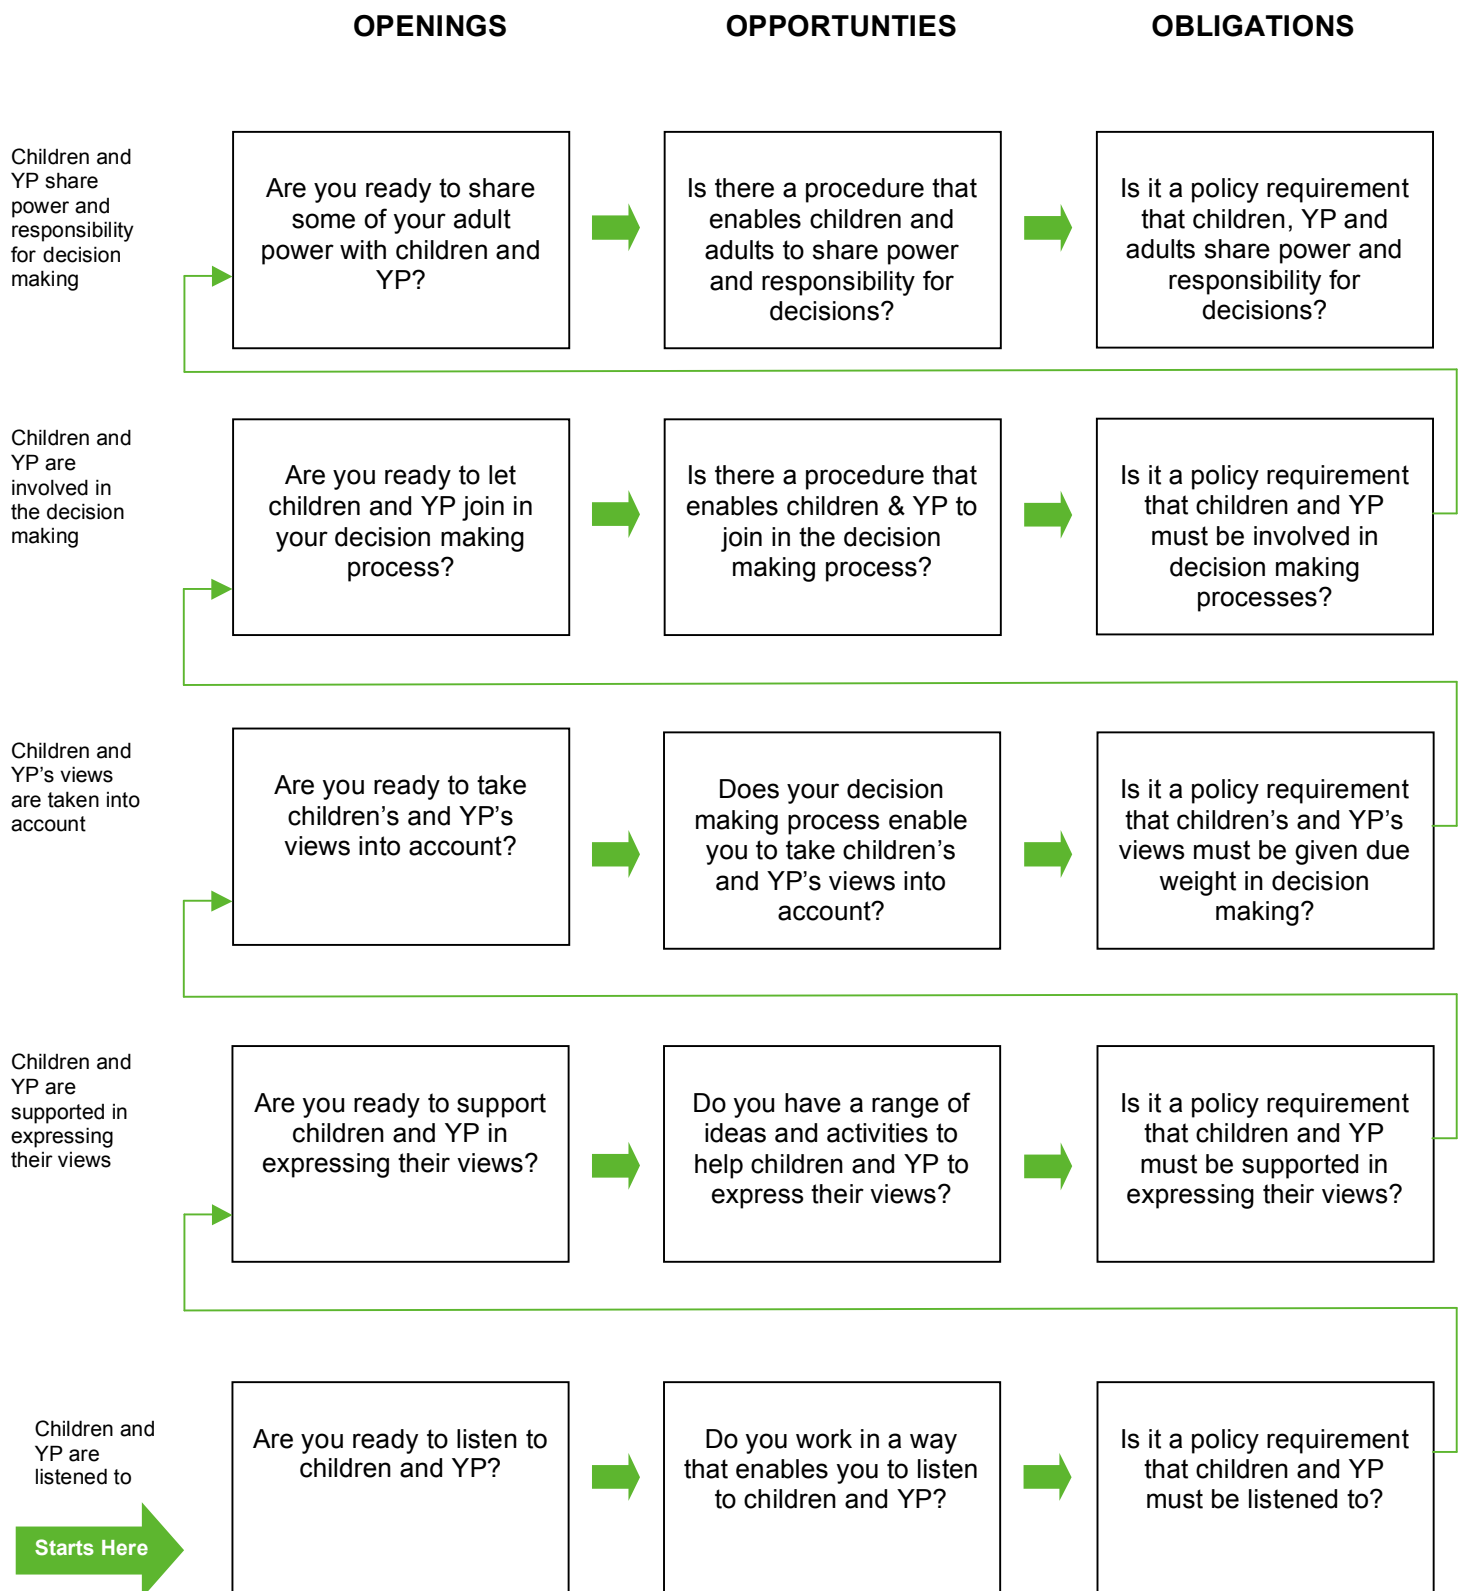 OPENINGS
OPPORTUNTIES
OBLIGATIONS
Children and
YP share
power and
responsibility
for decision
making
Are you ready to share
some of your adult
power with children and
YP?
Is there a procedure that
enables children and
adults to share power
and responsibility for
decisions?
Is it a policy requirement
that children, YP and
adults share power and
responsibility for
decisions?
Children and
YP are
involved in
the decision
making
Are you ready to let
children and YP join in
your decision making
process?
Is there a procedure that
enables children & YP to
join in the decision
making process?
Is it a policy requirement
that children and YP
must be involved in
decision making
processes?
Children and
YP’s views
are taken into
account
Are you ready to take
children’s and YP’s
views into account?
Does your decision
making process enable
you to take children’s
and YP’s views into
account?
Is it a policy requirement
that children’s and YP’s
views must be given due
weight in decision
making?
Children and
YP are
supported in
expressing
their views
Are you ready to support
children and YP in
expressing their views?
Do you have a range of
ideas and activities to
help children and YP to
express their views?
Is it a policy requirement
that children and YP
must be supported in
expressing their views?
Children and
YP are
listened to
Starts Here
Are you ready to listen to
children and YP?
Do you work in a way
that enables you to listen
to children and YP?
Is it a policy requirement
that children and YP
must be listened to?